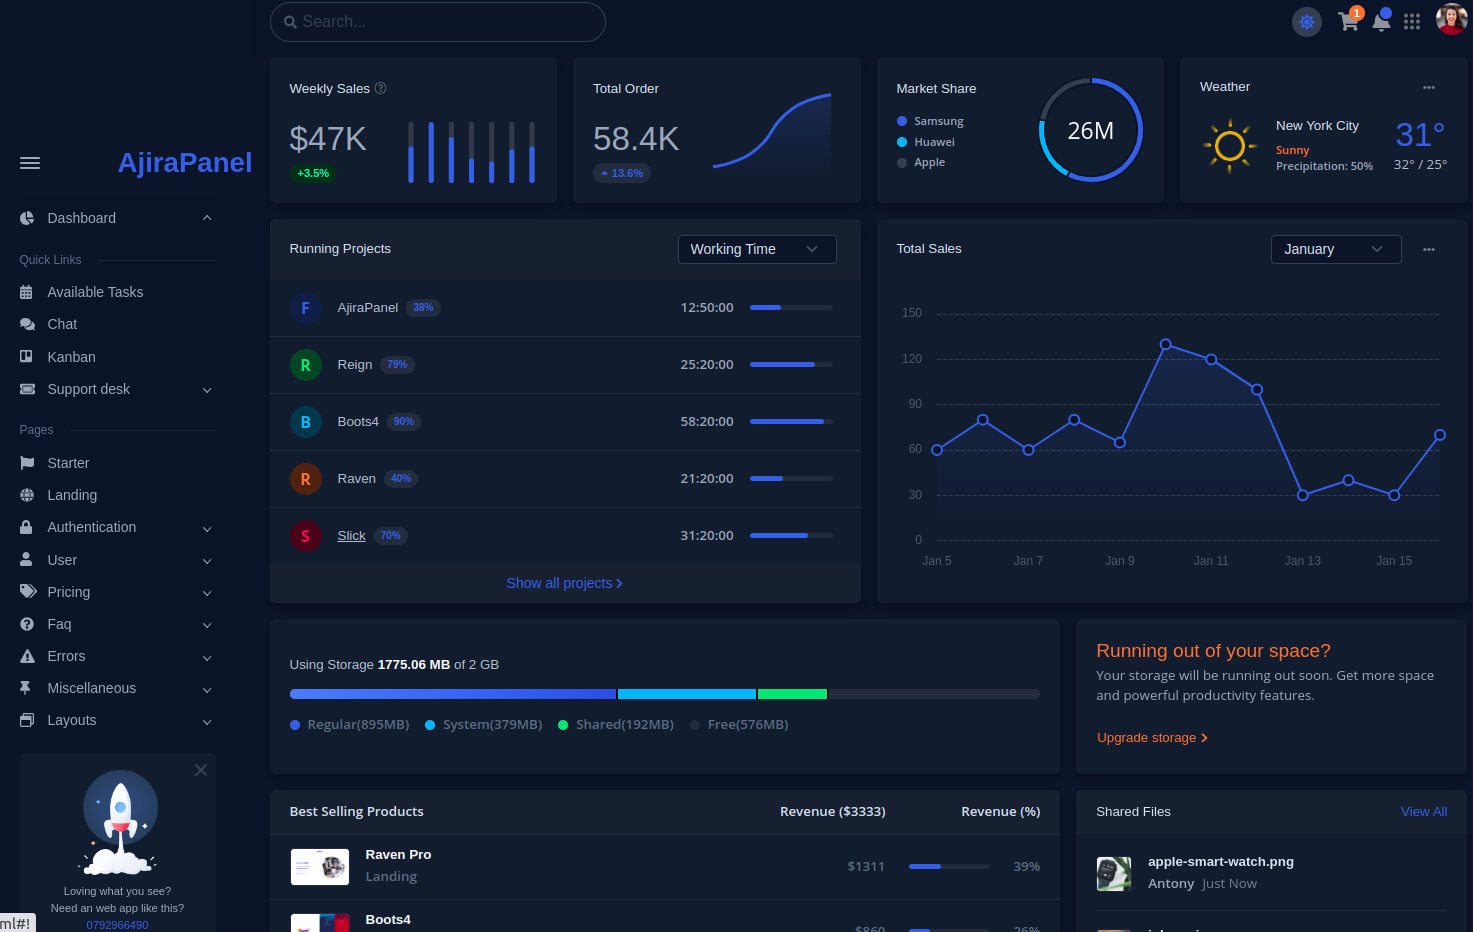 Search...
1
AjiraPanel
Dashboard
Quick Links
Available Tasks
Chat
Kanban
Support desk
Pages
Starter
Landing
Authentication
User
Pricing
Faq
Errors
Miscellaneous
Layouts
Loving what you see?
Need an web app like this?
0792966490
ml#!
Weekly Sales
$47K
+3.5%
Total Order
58.4K
13.6%
Market Share
Samsung
Huawei
Apple
26M
Weather
New York City
Sunny
Precipitation: 50%
31°
32° / 25°
Running Projects
Working Time
F AjiraPanel 38% 12:50:00
R Reign 79% 25:20:00
B Boots4 90% 58:20:00
R Raven 40% 21:20:00
S Slick 70% 31:20:00
Show all projects
Total Sales
January
150
120
90
60
30
0
Jan 5 Jan 7 Jan 9 Jan 11 Jan 13 Jan 15
Using Storage 1775.06 MB of 2 GB
Regular(895MB) System(379MB) Shared(192MB) Free(576MB)
Running out of your space?
Your storage will be running out soon. Get more space
and powerful productivity features.
Upgrade storage
Best Selling Products Revenue ($3333) Revenue (%)
Raven Pro
Landing
$1311 39%
Boots4
$860 26%
Shared Files View All
apple-smart-watch.png
Antony Just Now